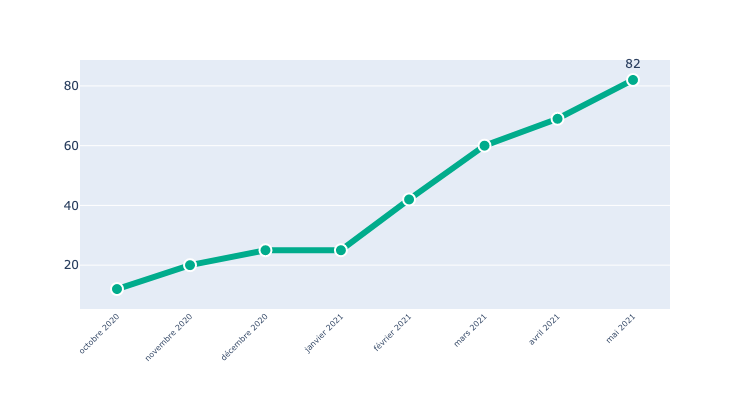 82
80
60
40
20
octobre 2020
novembre 2020
décembre 2020
janvier 2021
février 2021
mars 2021
avril 2021
mai 2021